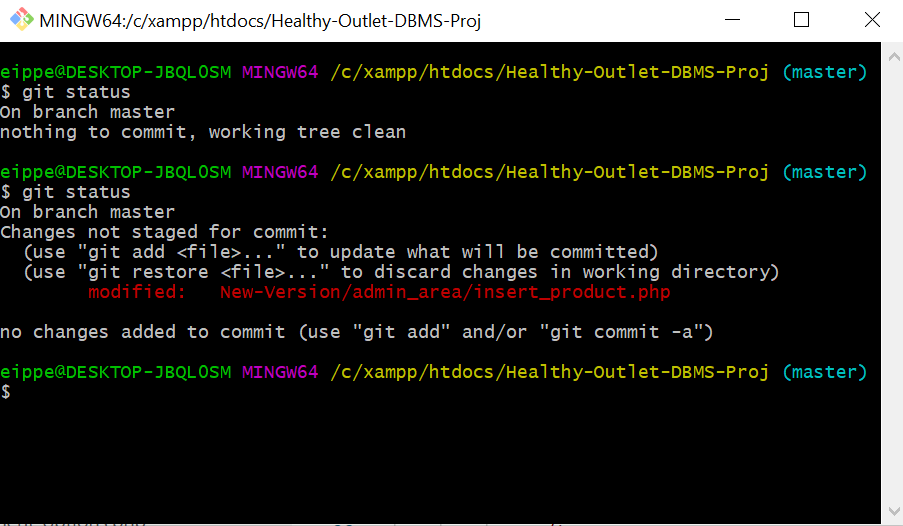 MINGW64:/c/xampp/htdocs/Healthy-Outlet-DBMS-Proj
eippe@DESKTOP-JBQLOSM MINGW64 /c/xampp/htdocs/Healthy-Outlet-DBMS-Proj (master)
$ git status
On branch master
nothing to commit, working tree clean
eippe@DESKTOP-JBQLOSM MINGW64 /c/xampp/htdocs/Healthy-Outlet-DBMS-Proj (master)
$ git status
On branch master
Changes not staged for commit:
  (use "git add <file>..." to update what will be committed)
  (use "git restore <file>..." to discard changes in working directory)
        modified:   New-Version/admin_area/insert_product.php
no changes added to commit (use "git add" and/or "git commit -a")
eippe@DESKTOP-JBQLOSM MINGW64 /c/xampp/htdocs/Healthy-Outlet-DBMS-Proj (master)
$